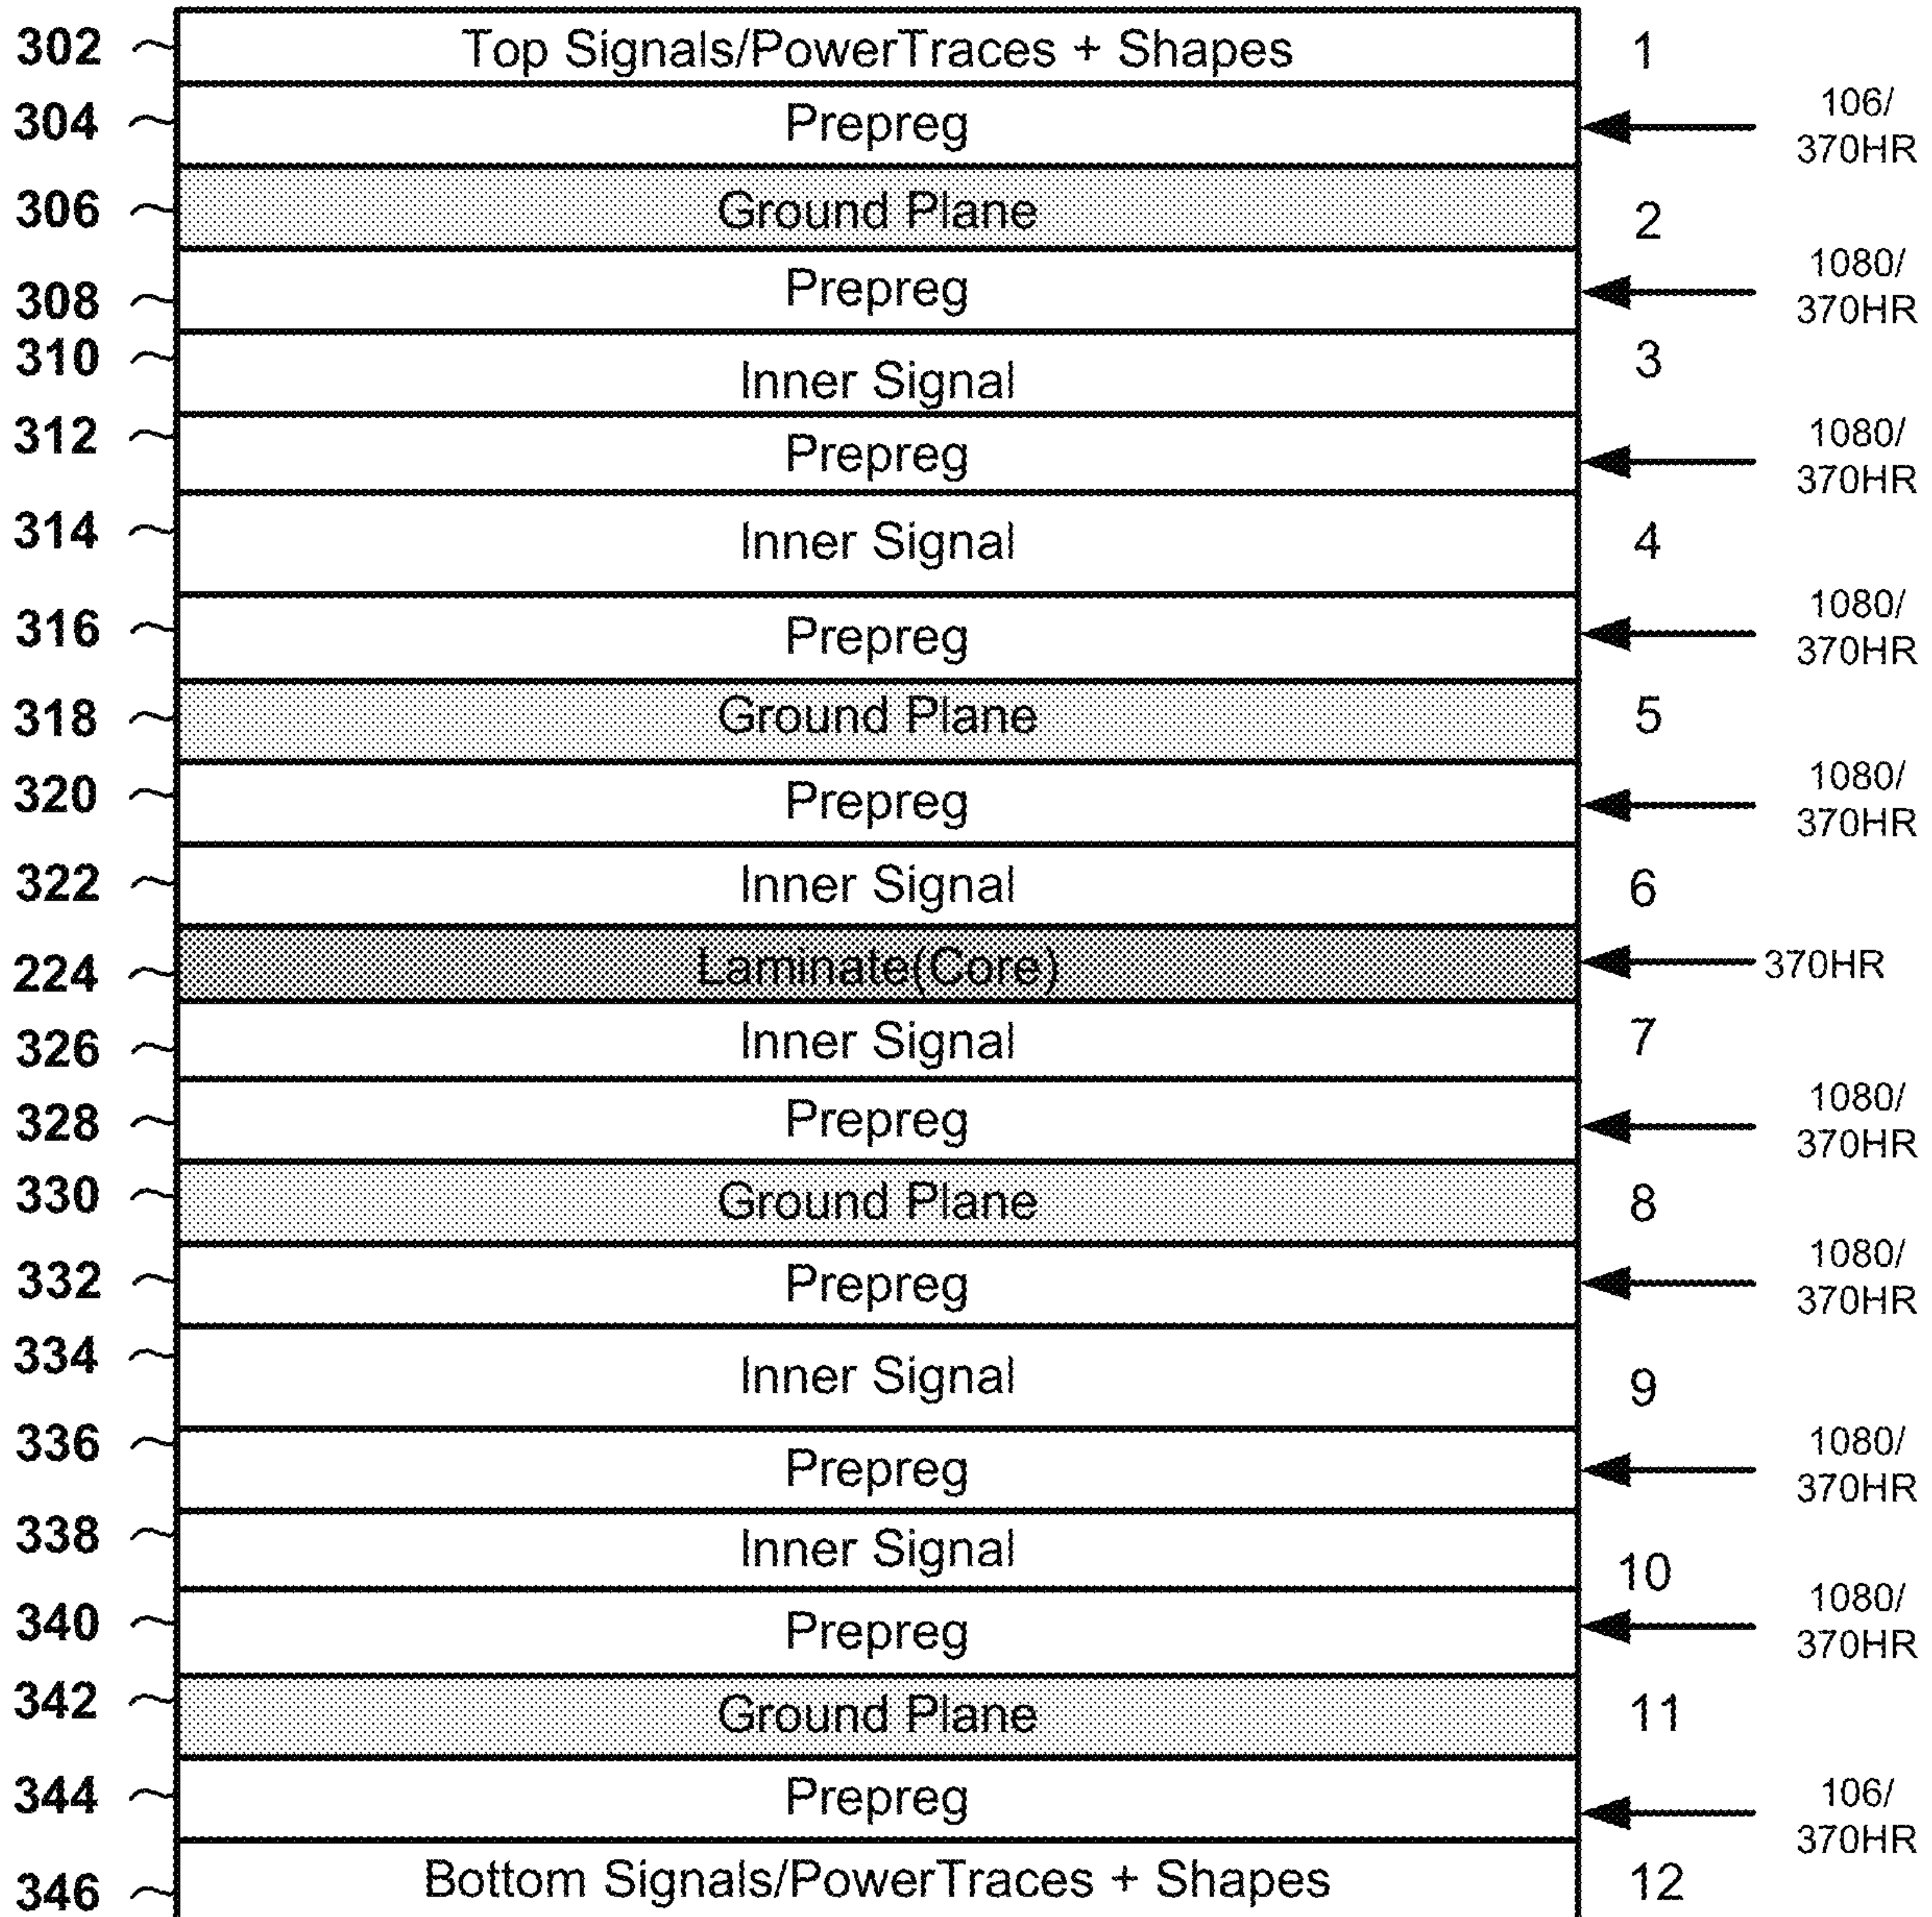 302 Top Signals/PowerTraces + Shapes 1
304 Prepreg 106/
370HR
306 Ground Plane 2
308 Prepreg 1080/
370HR
310 Inner Signal 3
312 Prepreg 1080/
370HR
314 Inner Signal 4
316 Prepreg 1080/
370HR
318 Ground Plane 5
320 Prepreg 1080/
370HR
322 Inner Signal 6
224 Laminate(Core) 370HR
326 Inner Signal 7
328 Prepreg 1080/
370HR
330 Ground Plane 8
332 Prepreg 1080/
370HR
334 Inner Signal 9
336 Prepreg 1080/
370HR
338 Inner Signal 10
340 Prepreg 1080/
370HR
342 Ground Plane 11
344 Prepreg 106/
370HR
346 Bottom Signals/PowerTraces + Shapes 12